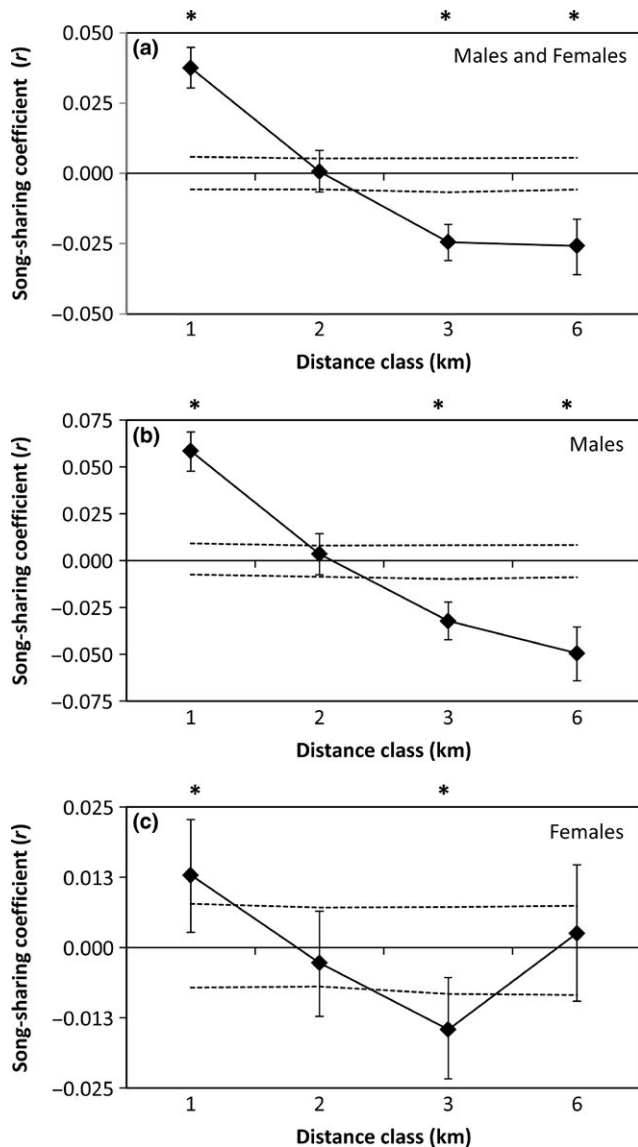 * * *
0.050
(a)
Males and Females
0.025
0.000
−0.025
−0.050
Song-sharing coefficient (r)
1 2 3 6
Distance class (km)
* * *
0.075
(b)
Males
0.050
0.025
0.000
−0.025
−0.050
−0.075
Song-sharing coefficient (r)
1 2 3 6
Distance class (km)
* *
0.025
(c)
Females
0.013
0.000
−0.013
−0.025
Song-sharing coefficient (r)
1 2 3 6
Distance class (km)